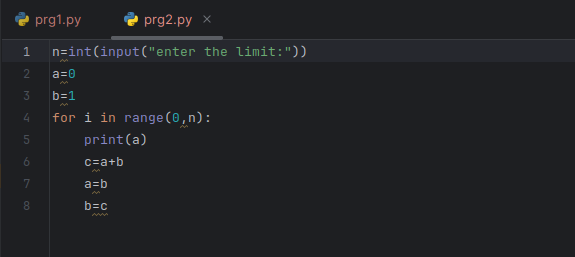 prg1.py prg2.py ×
1 n=int(input("enter the limit:"))
2 a=0
3 b=1
4 for i in range(0,n):
5     print(a)
6     c=a+b
7     a=b
8     b=c